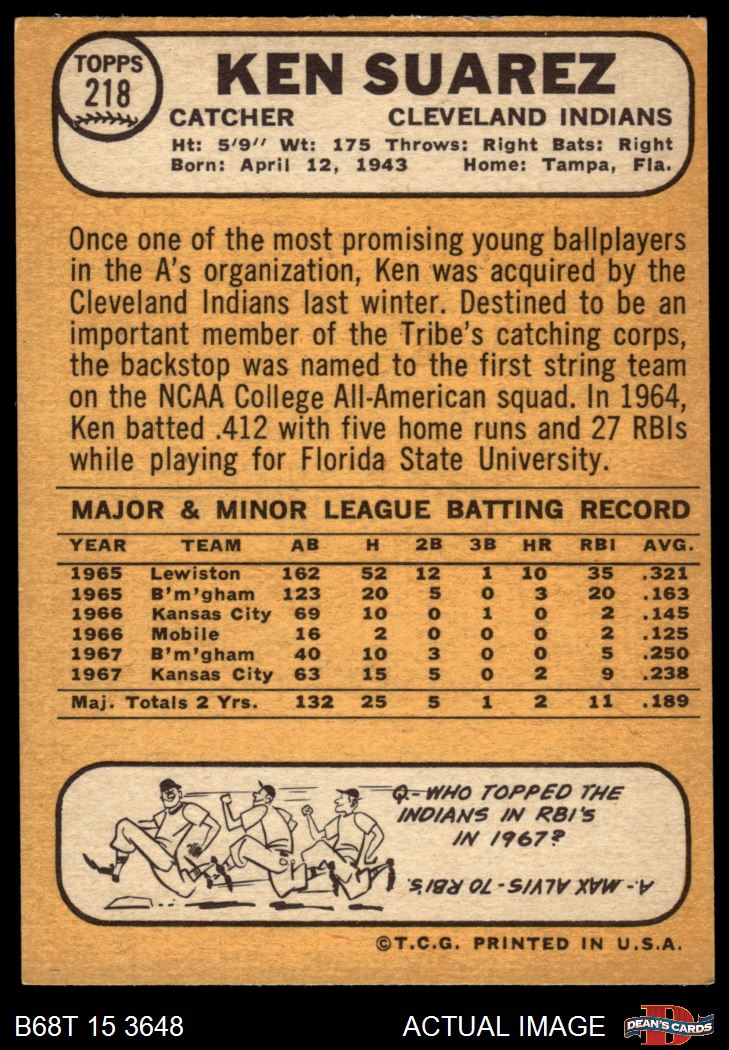 TOPPS
218
KEN SUAREZ
CATCHER CLEVELAND INDIANS
Ht: 5'9" Wt: 175 Throws: Right Bats: Right
Born: April 12, 1943 Home: Tampa, Fla.
Once one of the most promising young ballplayers
in the A's organization, Ken was acquired by the
Cleveland Indians last winter. Destined to be an
important member of the Tribe's catching corps,
the backstop was named to the first string team
on the NCAA College All-American squad. In 1964,
Ken batted .412 with five home runs and 27 RBIs
while playing for Florida State University.
MAJOR & MINOR LEAGUE BATTING RECORD
YEAR TEAM AB H 2B 3B HR RBI AVG.
1965 Lewiston 162 52 12 1 10 35 .321
1965 B'm'gham 123 20 5 0 3 20 .163
1966 Kansas City 69 10 0 1 0 2 .145
1966 Mobile 16 2 0 0 0 2 .125
1967 B'm'gham 40 10 3 0 0 5 .250
1967 Kansas City 63 15 5 0 2 9 .238
Maj. Totals 2 Yrs. 132 25 5 1 2 11 .189
Q-WHO TOPPED THE
INDIANS IN RBI'S
IN 1967?
A-MAX ALVIS-70 RBI'S.
©T.C.G. PRINTED IN U.S.A.
B68T 15 3648 ACTUAL IMAGE D DEAN'S CARDS